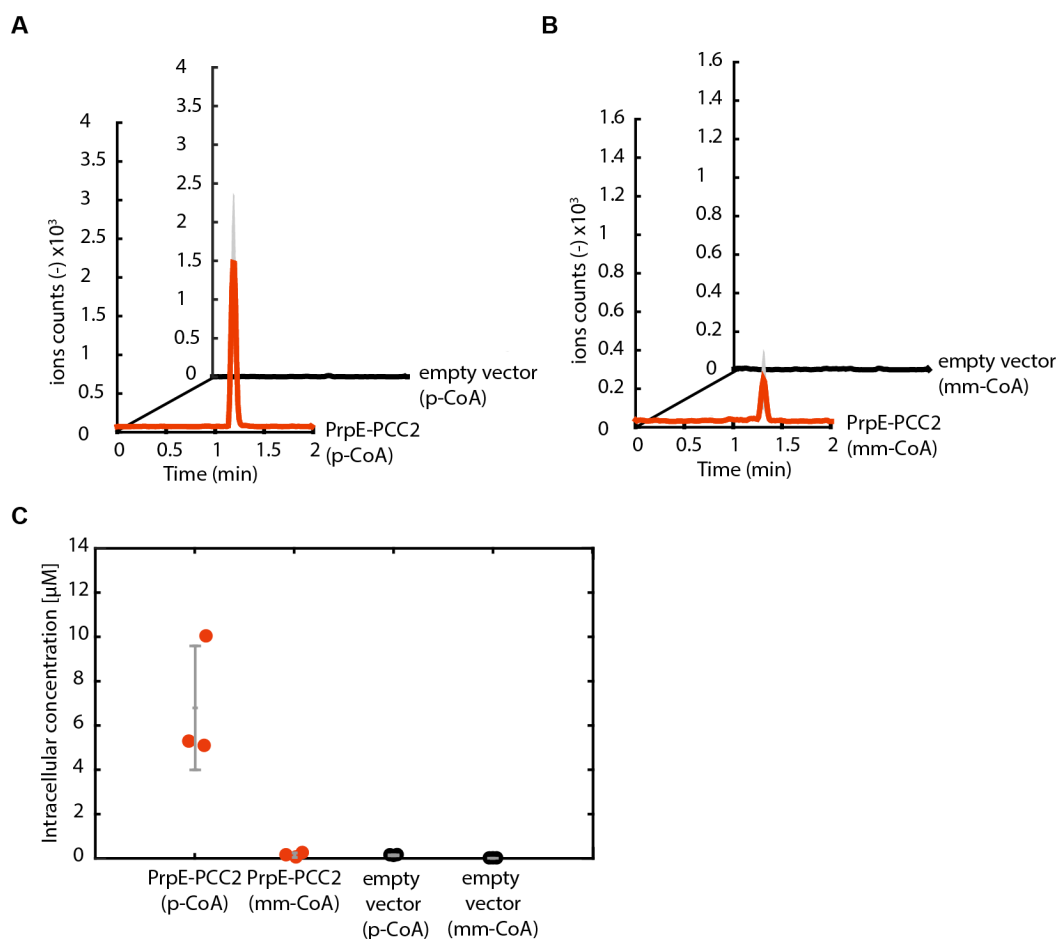 A
4
3.5
3
2.5
2
1.5
1
0.5
0
ions counts (-) x10³
4
3.5
3
2.5
2
1.5
1
0.5
0
empty vector
(p-CoA)
PrpE-PCC2
(p-CoA)
0 0.5 1 1.5 2
Time (min)
B
1.6
1.4
1.2
1
0.8
0.6
0.4
0.2
0
ions counts (-) x10³
1.6
1.4
1.2
1
0.8
0.6
0.4
0.2
0
empty vector
(mm-CoA)
PrpE-PCC2
(mm-CoA)
0 0.5 1 1.5 2
Time (min)
C
Intracellular concentration [µM]
14
12
10
8
6
4
2
0
PrpE-PCC2
(p-CoA)
PrpE-PCC2
(mm-CoA)
empty
vector
(p-CoA)
empty
vector
(mm-CoA)